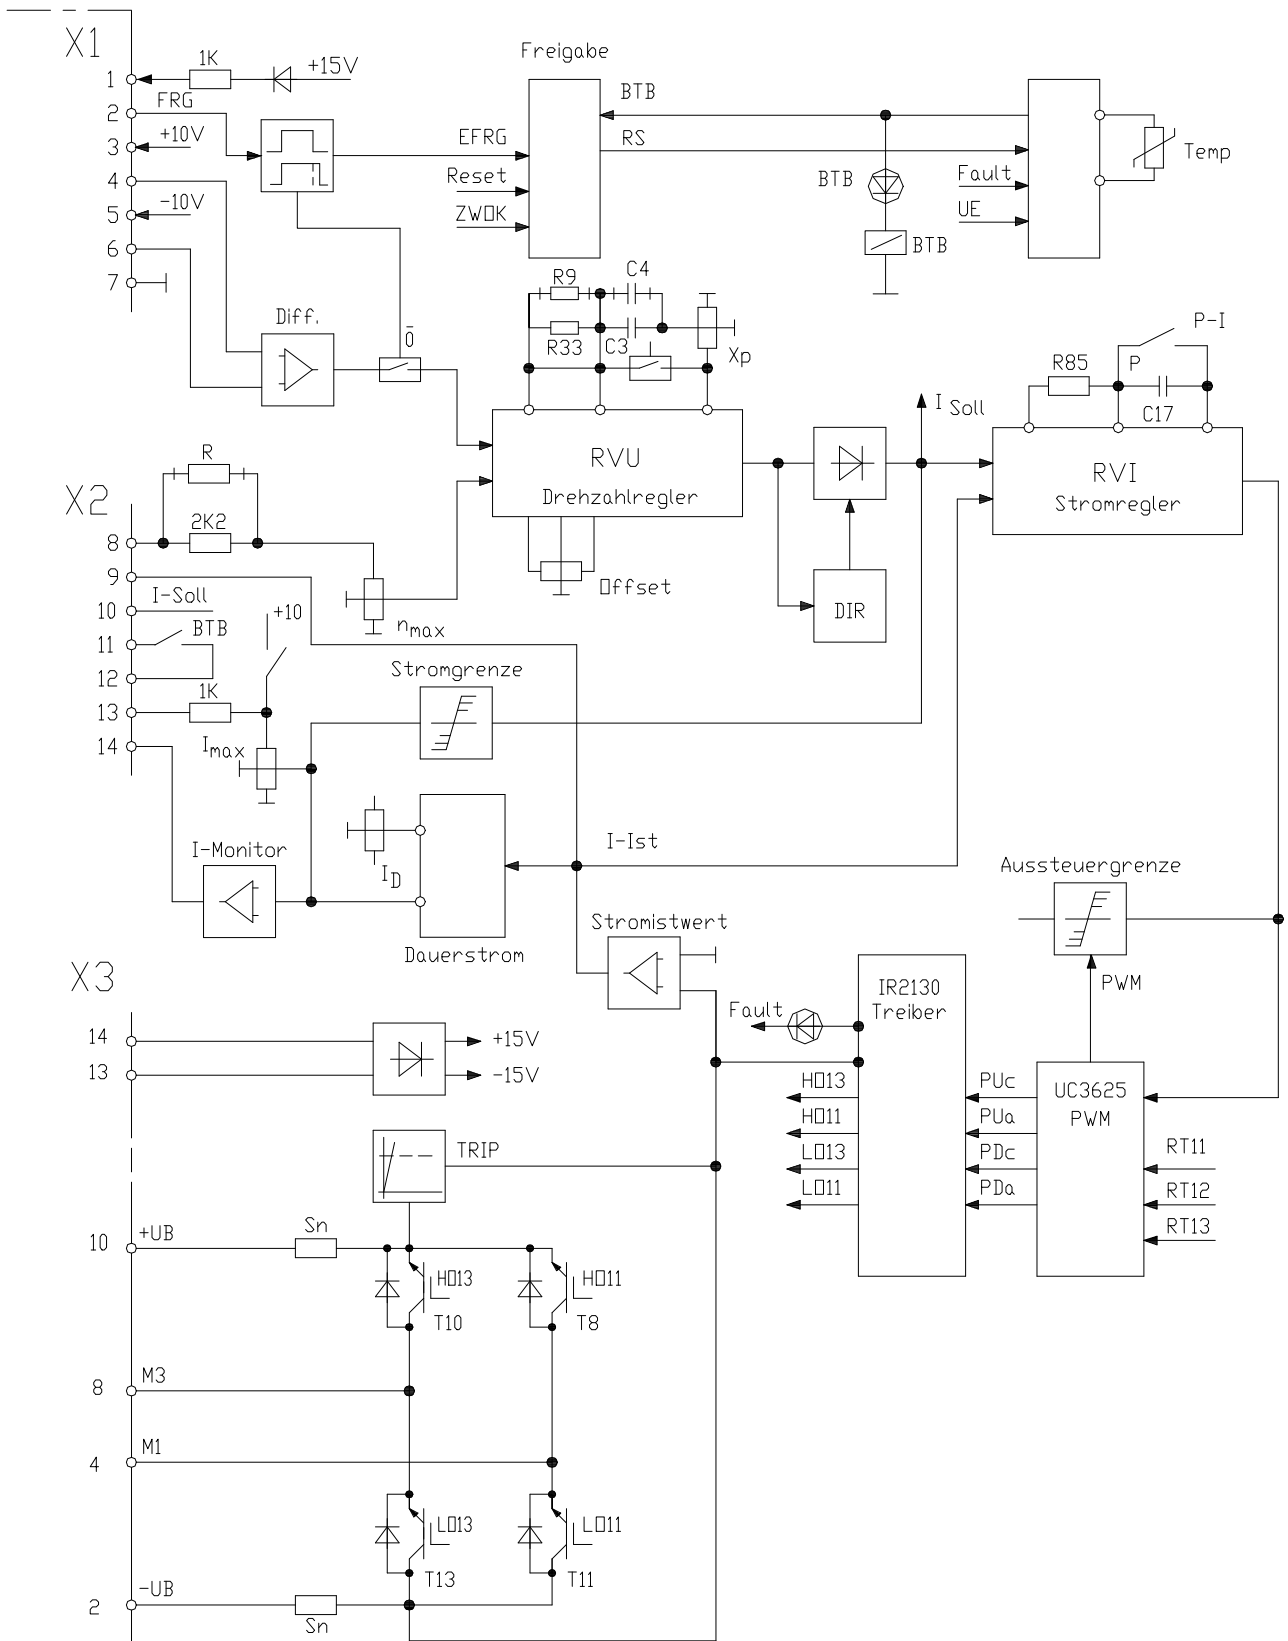 X1
1
1K
+15V
2
FRG
3
+10V
4
5
-10V
6
7
Freigabe
EFRG
Reset
ZWOK
BTB
RS
BTB
BTB
Fault
UE
Temp
Diff.
0̅
R9
C4
R33
C3
Xp
RVU
Drehzahlregler
Offset
DIR
I Soll
R85
P
P-I
C17
RVI
Stromregler
X2
R
8
2K2
9
10
I-Soll
11
BTB
12
13
1K
14
+10
nmax
Imax
Stromgrenze
I-Monitor
ID
Dauerstrom
I-Ist
Stromistwert
Aussteuergrenze
PWM
X3
14
13
+15V
-15V
TRIP
Fault
IR2130
Treiber
HO13
HO11
LO13
LO11
PUc
PUa
PDc
PDa
UC3625
PWM
RT11
RT12
RT13
10
+UB
Sn
HO13
T10
HO11
T8
8
M3
4
M1
LO13
T13
LO11
T11
2
-UB
Sn